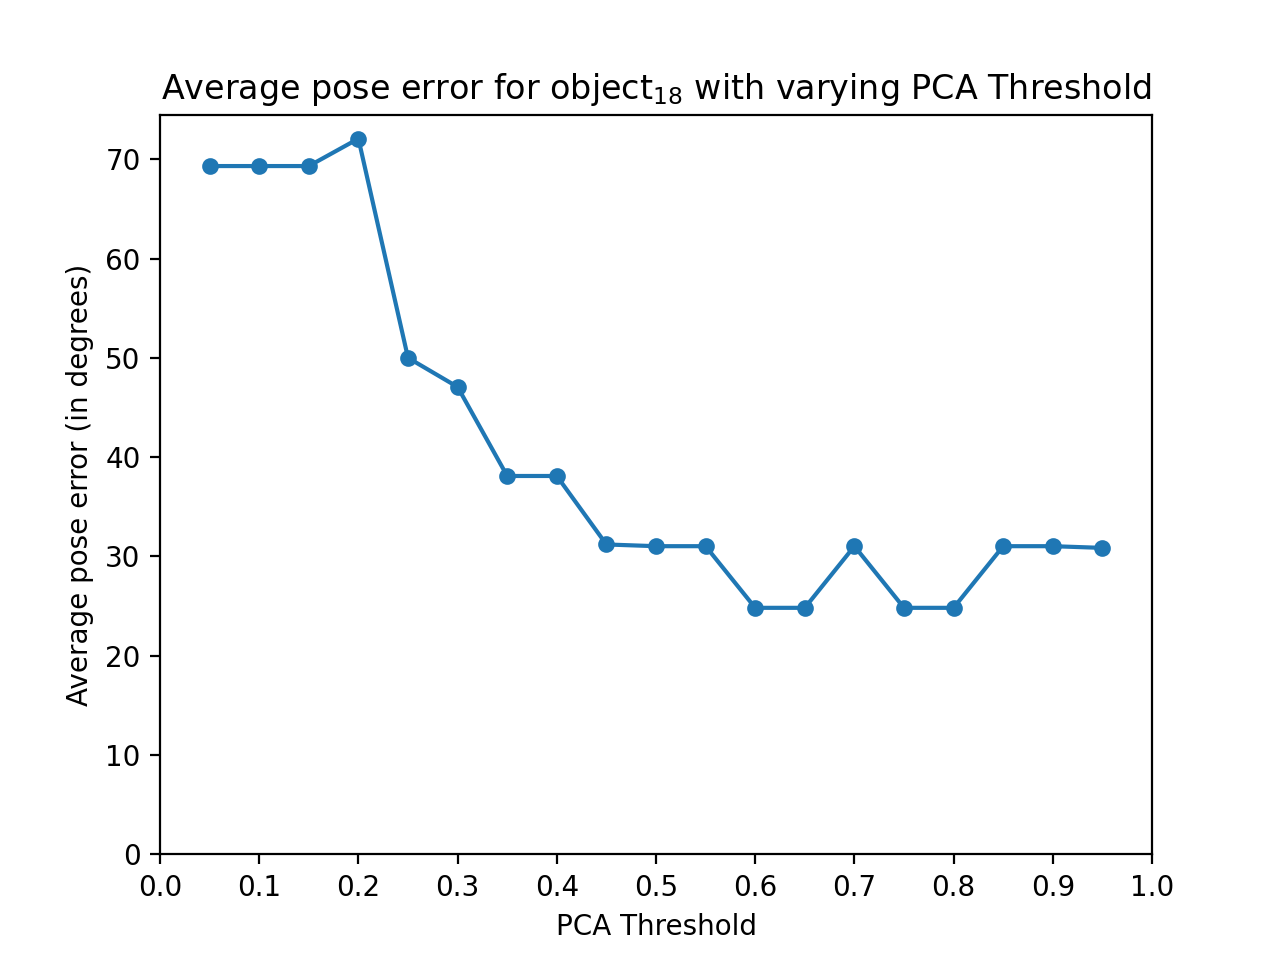 Average pose error for object₁₈ with varying PCA Threshold
Average pose error (in degrees)
70
60
50
40
30
20
10
0
0.0 0.1 0.2 0.3 0.4 0.5 0.6 0.7 0.8 0.9 1.0
PCA Threshold